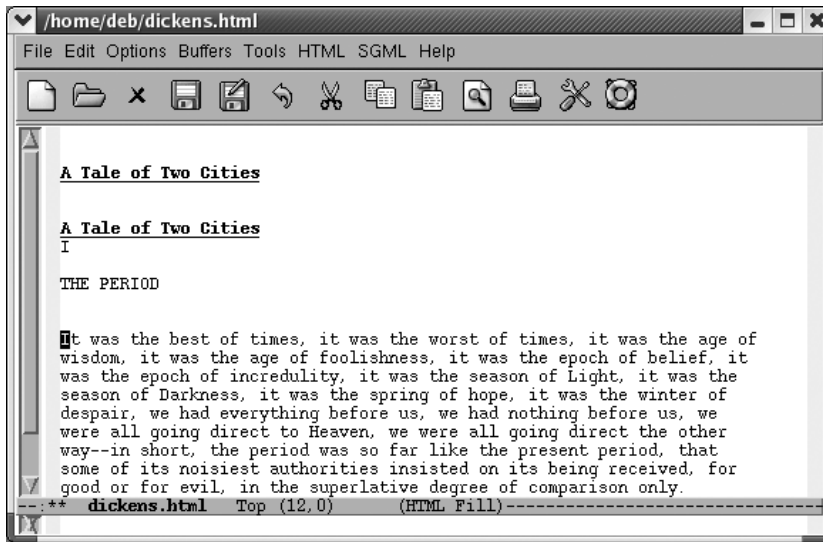 /home/deb/dickens.html
File Edit Options Buffers Tools HTML SGML Help
A Tale of Two Cities
A Tale of Two Cities
I
THE PERIOD
It was the best of times, it was the worst of times, it was the age of
wisdom, it was the age of foolishness, it was the epoch of belief, it
was the epoch of incredulity, it was the season of Light, it was the
season of Darkness, it was the spring of hope, it was the winter of
despair, we had everything before us, we had nothing before us, we
were all going direct to Heaven, we were all going direct the other
way--in short, the period was so far like the present period, that
some of its noisiest authorities insisted on its being received, for
good or for evil, in the superlative degree of comparison only.
--:** dickens.html Top (12,0) (HTML Fill)--------------------------------